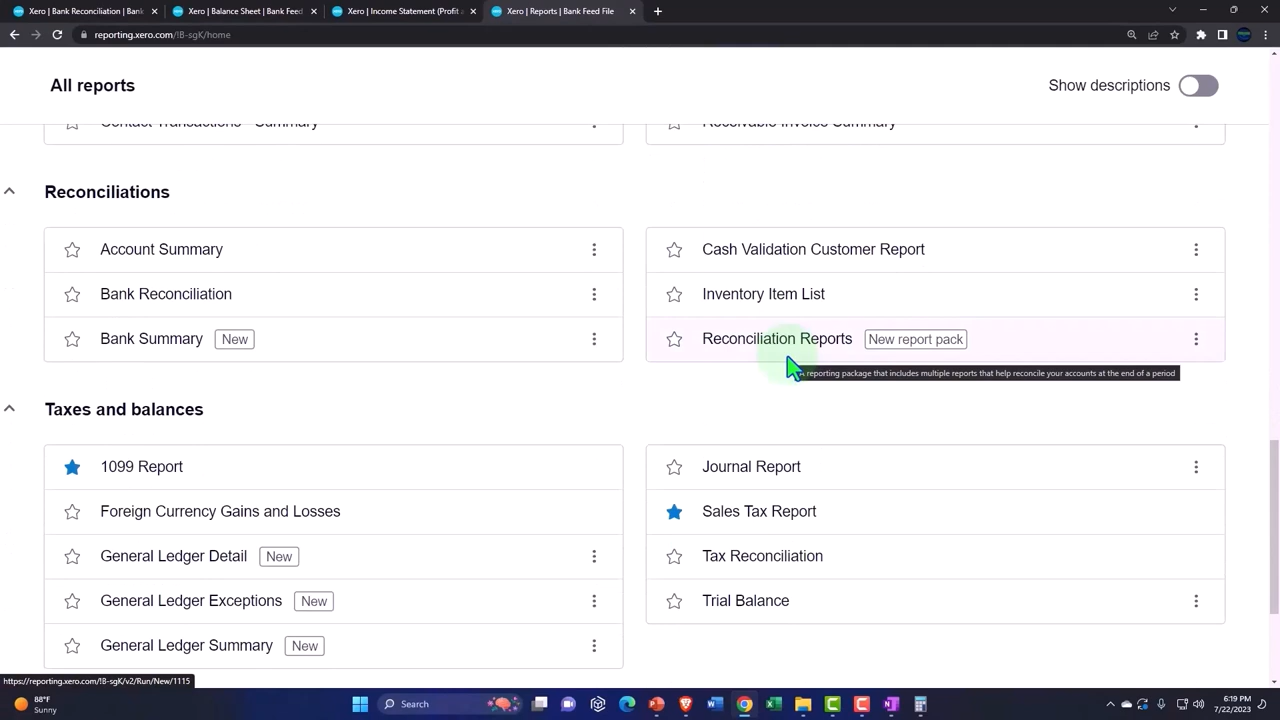 Xero | Bank Reconciliation | Bank
Xero | Balance Sheet | Bank Feed
Xero | Income Statement (Profit a
Xero | Reports | Bank Feed File
reporting.xero.com/!B-sgK/home
All reports
Show descriptions
Contact Transactions - Summary
Receivable Invoice Summary
Reconciliations
Account Summary
Cash Validation Customer Report
Bank Reconciliation
Inventory Item List
Bank Summary New
Reconciliation Reports New report pack
A reporting package that includes multiple reports that help reconcile your accounts at the end of a period
Taxes and balances
1099 Report
Journal Report
Foreign Currency Gains and Losses
Sales Tax Report
General Ledger Detail New
Tax Reconciliation
General Ledger Exceptions New
Trial Balance
General Ledger Summary New
https://reporting.xero.com/!B-sgK/v2/Run/New/1115
88°F
Sunny
Search
6:19 PM
7/22/2023